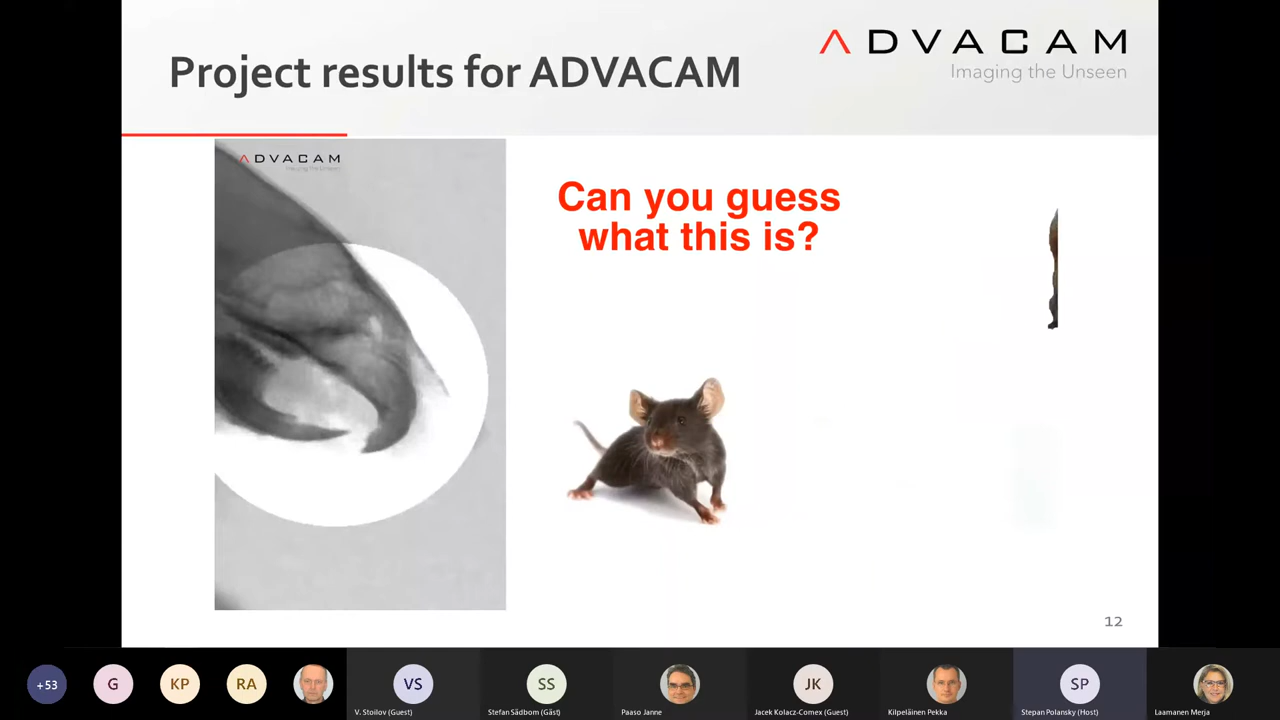 Project results for ADVACAM
ADVACAM
Imaging the Unseen
ADVACAM
Imaging the Unseen
Can you guess
what this is?
12
+53
G
KP
RA
VS
V. Stoilov (Guest)
SS
Stefan Sädbom (Gäst)
Paaso Janne
JK
Jacek Kolacz-Comex (Guest)
Kilpeläinen Pekka
SP
Stepan Polansky (Host)
Laamanen Merja